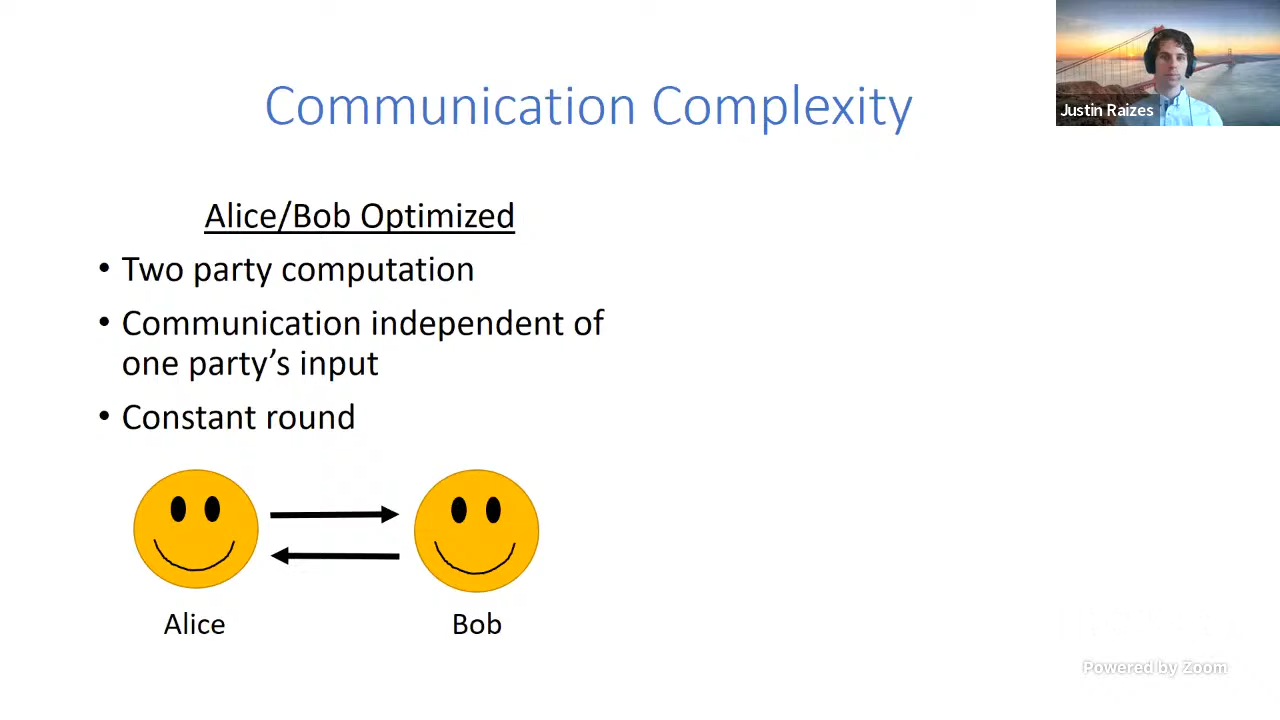 Communication Complexity
Justin Raizes
Alice/Bob Optimized
• Two party computation
• Communication independent of
one party’s input
• Constant round
Alice
Bob
Powered by Zoom